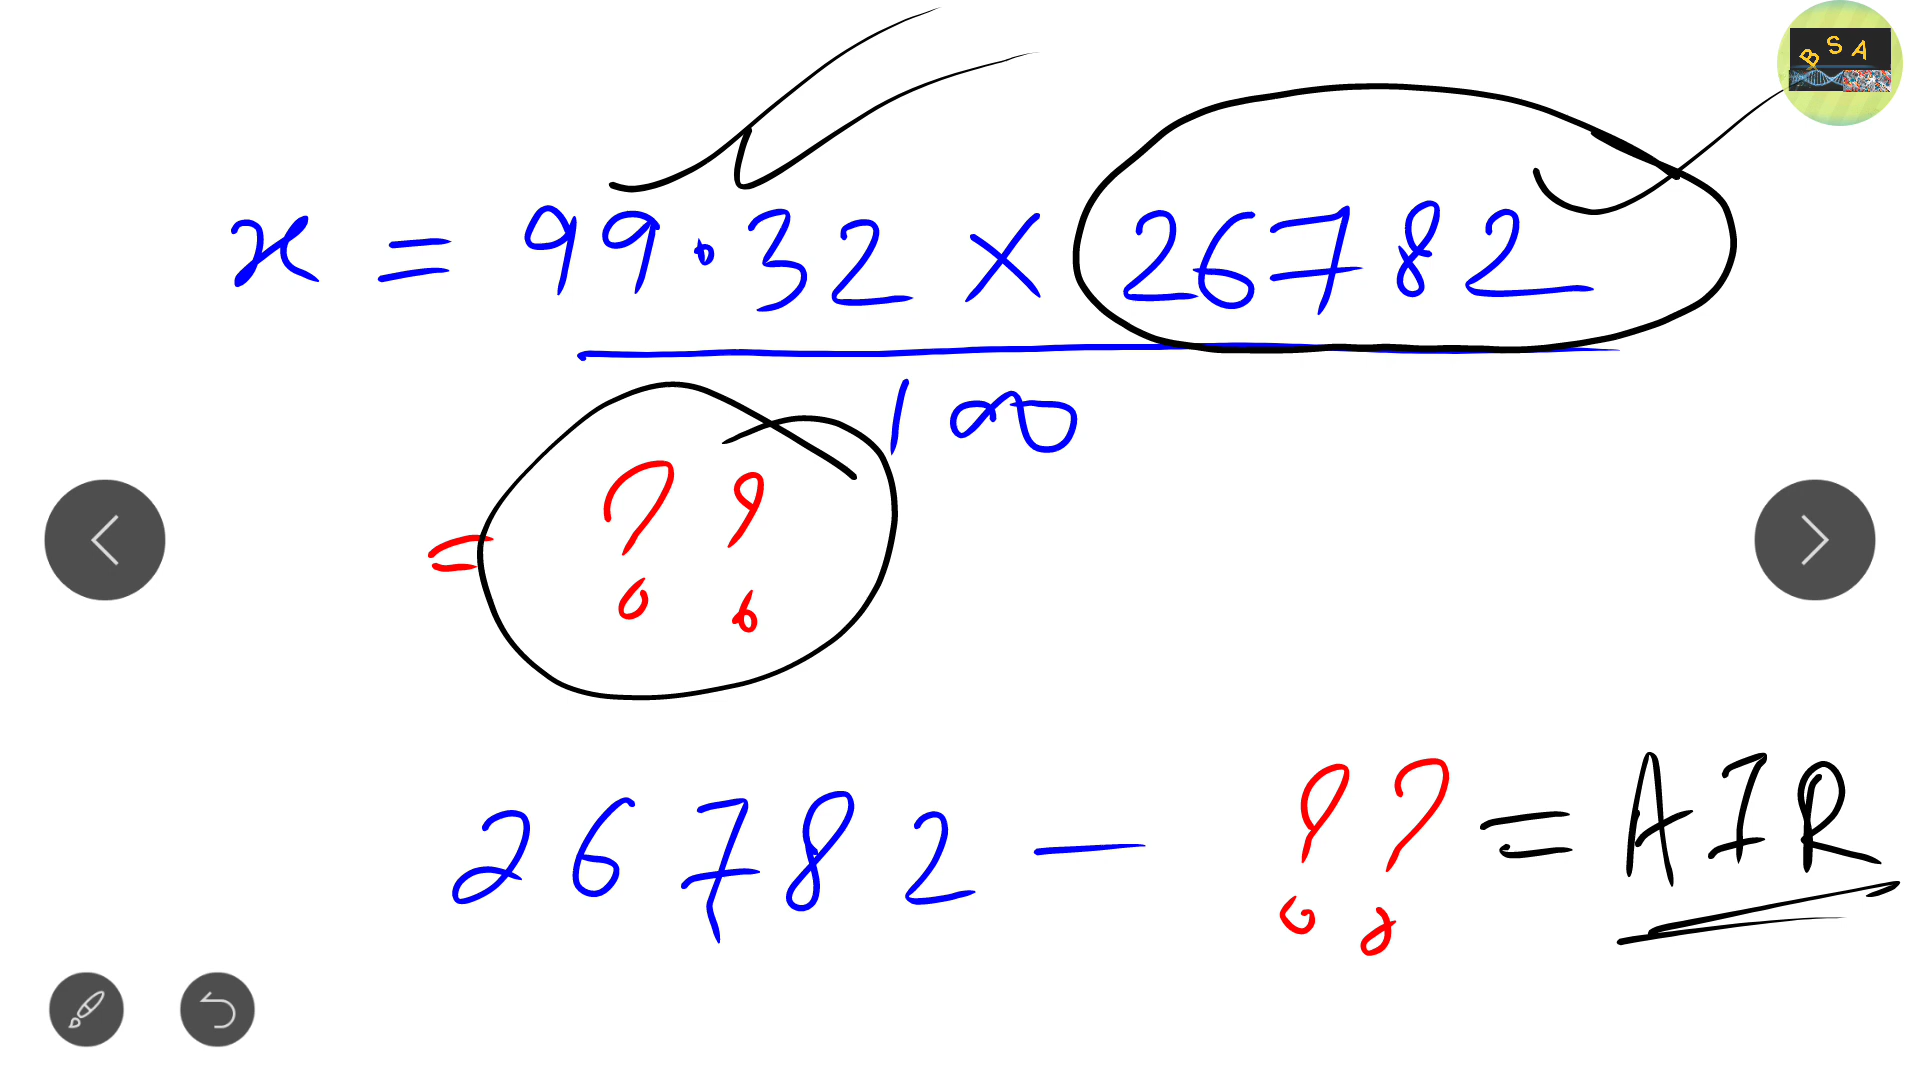 BSA
x = 99.32 × 26782
100
= ??
26782 - ?? = AIR